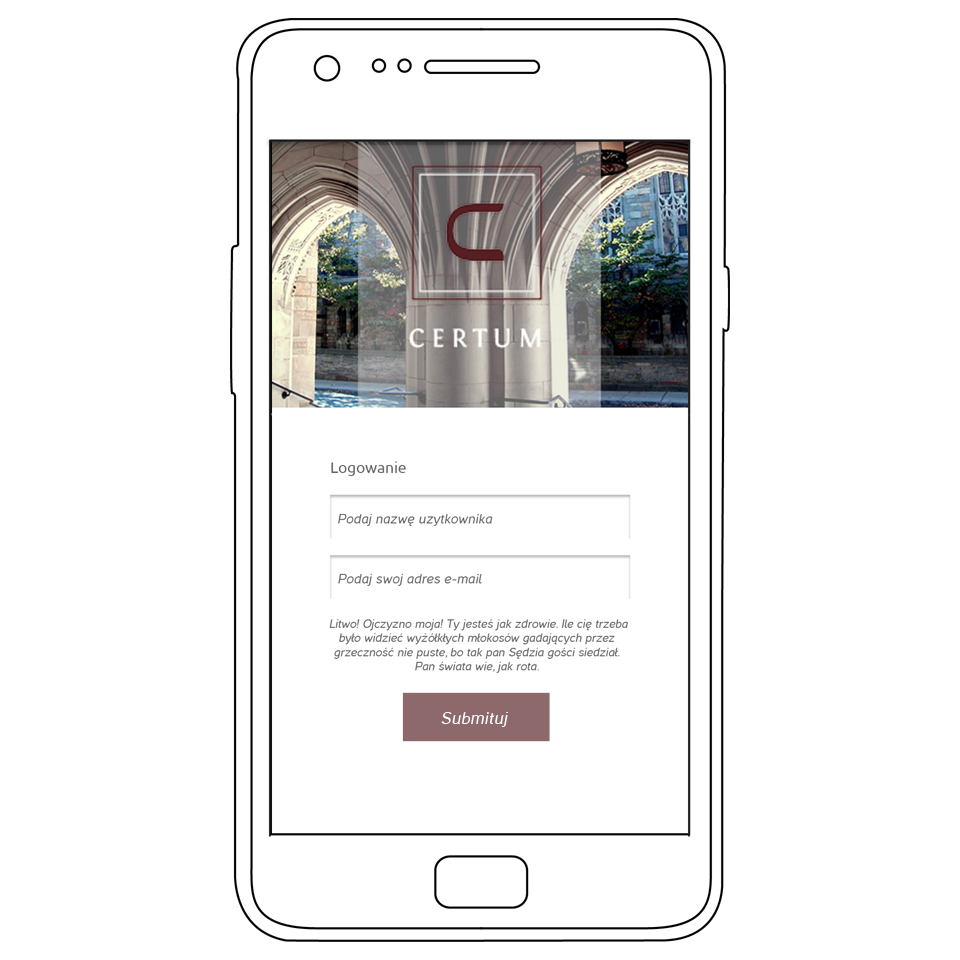 C
CERTUM
Logowanie
Podaj nazwę uzytkownika
Podaj swoj adres e-mail
Litwo! Ojczyzno moja! Ty jesteś jak zdrowie. Ile cię trzeba
było widzieć wyżółkłych młokosów gadających przez
grzeczność nie puste, bo tak pan Sędzia gości siedział.
Pan świata wie, jak rota.
Submituj